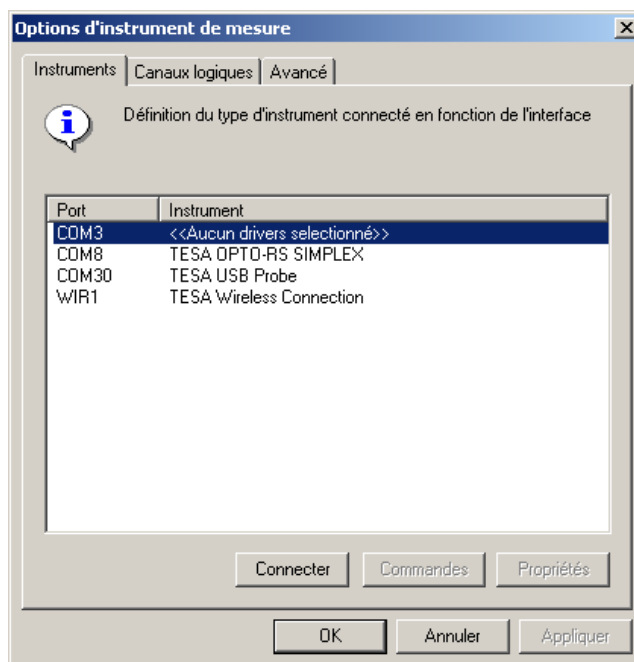 Options d'instrument de mesure
Instruments Canaux logiques Avancé
Définition du type d'instrument connecté en fonction de l'interface
Port Instrument
COM3 <<Aucun drivers selectionné>>
COM8 TESA OPTO-RS SIMPLEX
COM30 TESA USB Probe
WIR1 TESA Wireless Connection
Connecter Commandes Propriétés
OK Annuler Appliquer